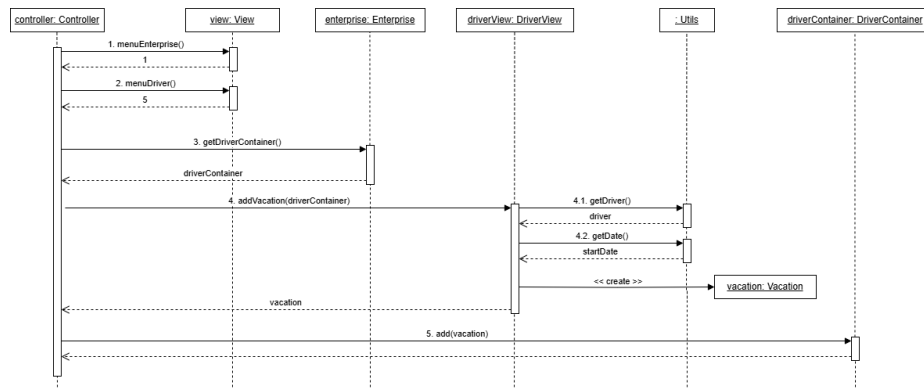 controller: Controller
view: View
enterprise: Enterprise
driverView: DriverView
: Utils
driverContainer: DriverContainer
1. menuEnterprise()
1
2. menuDriver()
5
3. getDriverContainer()
driverContainer
4. addVacation(driverContainer)
4.1. getDriver()
driver
4.2. getDate()
startDate
<< create >>
vacation: Vacation
vacation
5. add(vacation)